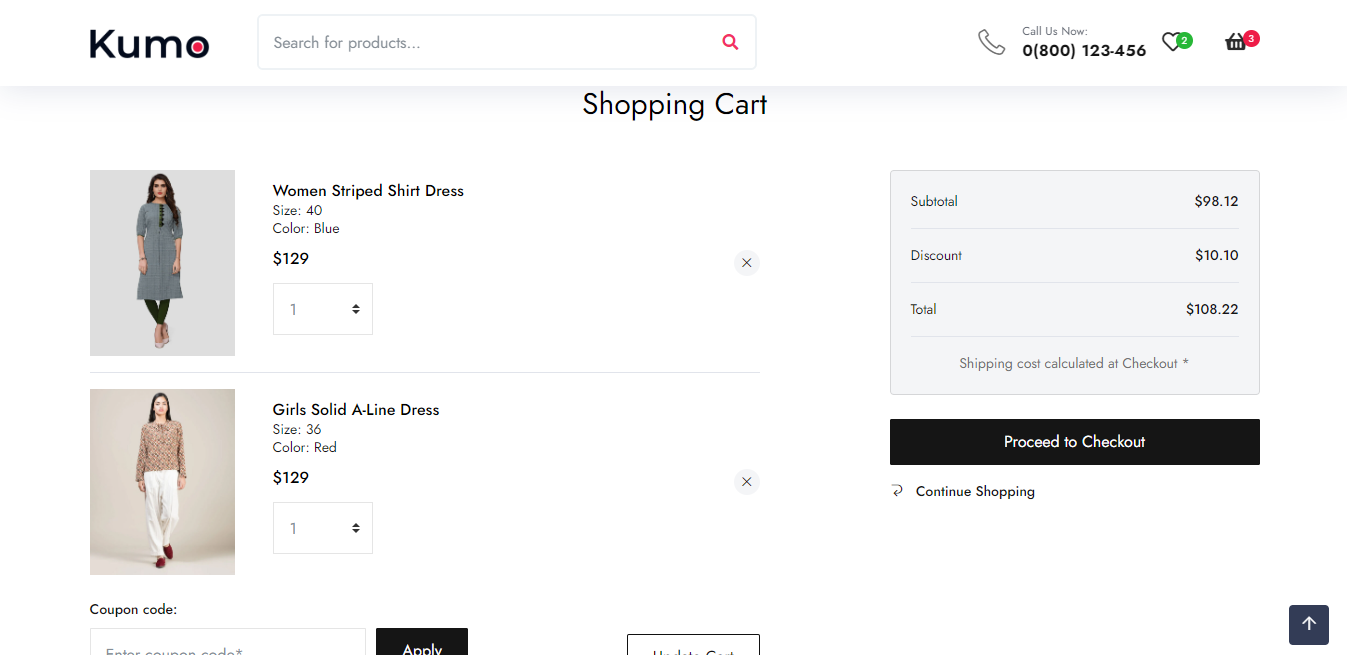 Kumo
Search for products...
Call Us Now:
0(800) 123-456
2
3
Shopping Cart
Women Striped Shirt Dress
Size: 40
Color: Blue
$129
1
Girls Solid A-Line Dress
Size: 36
Color: Red
$129
1
Coupon code:
Enter coupon code*
Apply
Update Cart
Subtotal $98.12
Discount $10.10
Total $108.22
Shipping cost calculated at Checkout *
Proceed to Checkout
Continue Shopping